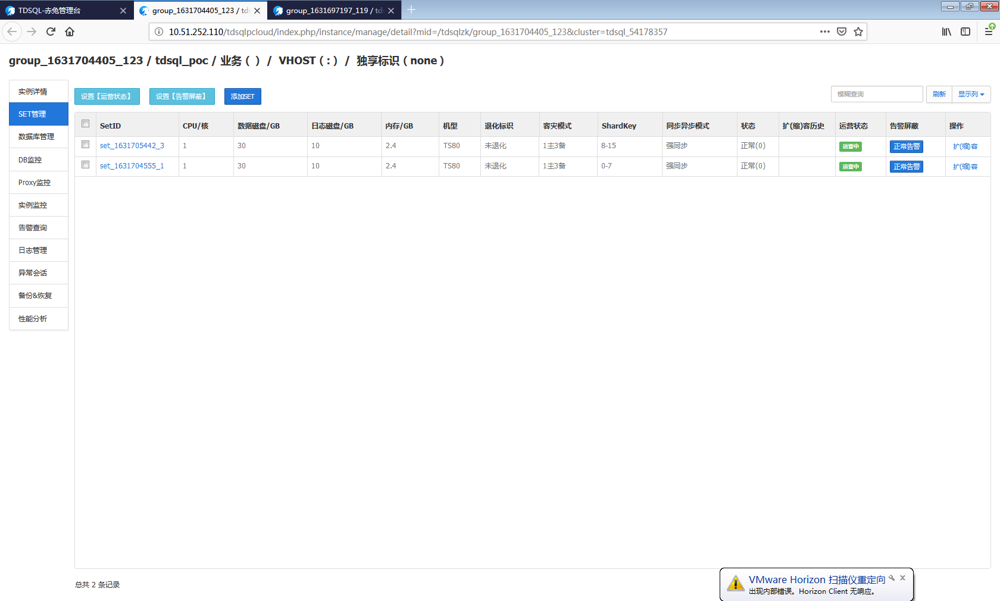 TDSQL-赤兔管理台
group_1631704405_123 / tds
group_1631697197_119 / tds
10.51.252.110/tdsqlpcloud/index.php/instance/manage/detail?mid=/tdsqlzk/group_1631704405_123&cluster=tdsql_54178357
group_1631704405_123 / tdsql_poc / 业务 ( ) / VHOST ( : ) / 独享标识 ( none )
实例详情
SET管理
数据库管理
DB监控
Proxy监控
实例监控
告警查询
日志管理
异常会话
备份&恢复
性能分析
设置【运营状态】 设置【告警屏蔽】 添加SET
模糊查询 刷新 显示列
SetID CPU/核 数据磁盘/GB 日志磁盘/GB 内存/GB 机型 退化标识 容灾模式 ShardKey 同步异步模式 状态 扩(缩)容历史 运营状态 告警屏蔽 操作
set_1631705442_3 1 30 10 2.4 TS80 未退化 1主3备 8-15 强同步 正常(0) 运营中 正常告警 扩(缩)容
set_1631704555_1 1 30 10 2.4 TS80 未退化 1主3备 0-7 强同步 正常(0) 运营中 正常告警 扩(缩)容
总共 2 条记录
VMware Horizon 扫描仪重定向
出现内部错误。Horizon Client 无响应。